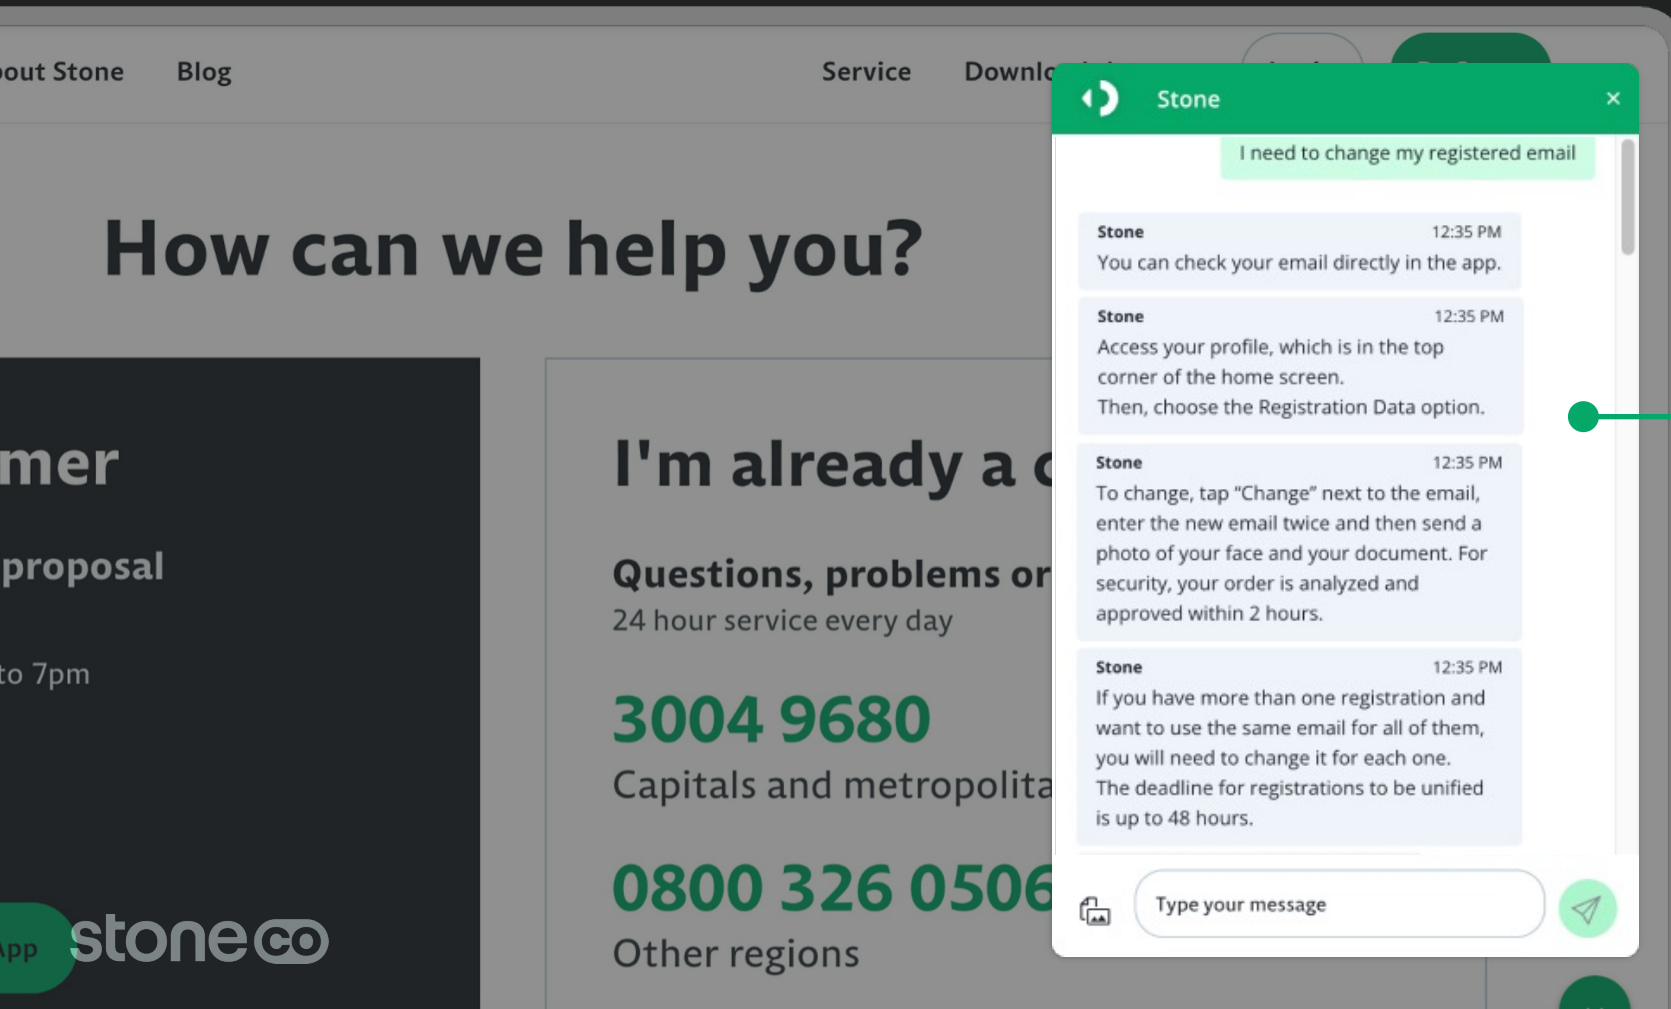 out Stone
Blog
Service
Downlo
How can we help you?
mer
proposal
to 7pm
App
stoneco
I'm already a c
Questions, problems or
24 hour service every day
3004 9680
Capitals and metropolita
0800 326 0506
Other regions
Stone
I need to change my registered email
Stone 12:35 PM
You can check your email directly in the app.
Stone 12:35 PM
Access your profile, which is in the top
corner of the home screen.
Then, choose the Registration Data option.
Stone 12:35 PM
To change, tap “Change” next to the email,
enter the new email twice and then send a
photo of your face and your document. For
security, your order is analyzed and
approved within 2 hours.
Stone 12:35 PM
If you have more than one registration and
want to use the same email for all of them,
you will need to change it for each one.
The deadline for registrations to be unified
is up to 48 hours.
Type your message